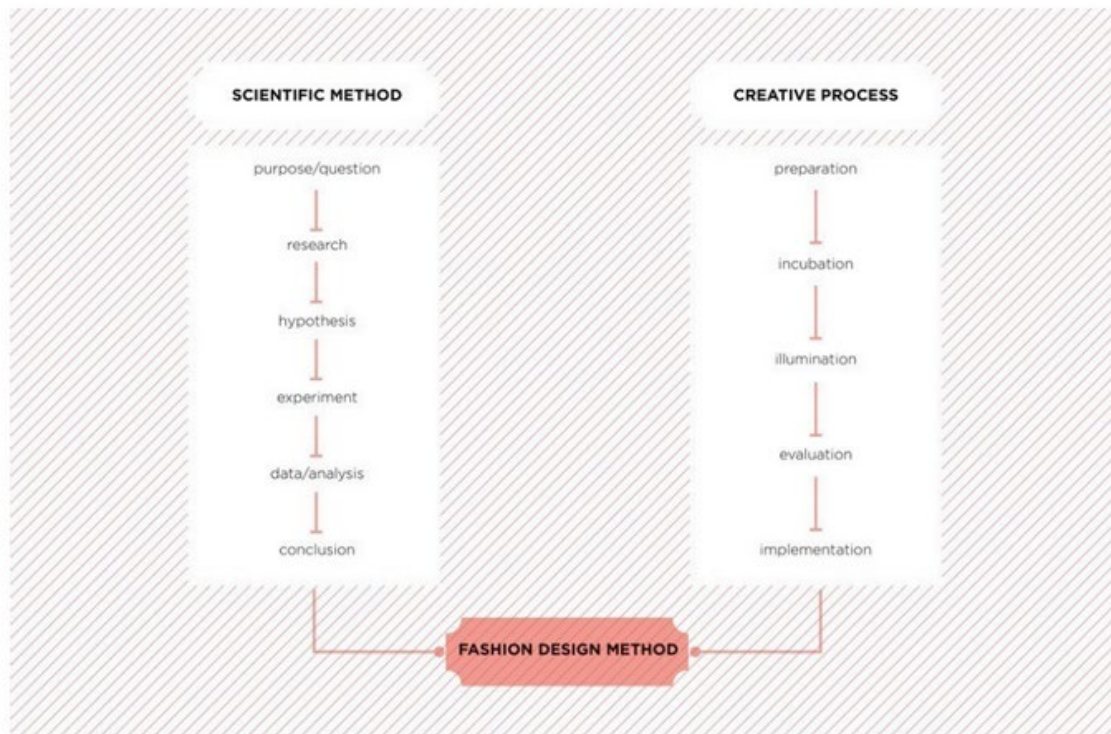 SCIENTIFIC METHOD
purpose/question
research
hypothesis
experiment
data/analysis
conclusion
CREATIVE PROCESS
preparation
incubation
illumination
evaluation
implementation
FASHION DESIGN METHOD